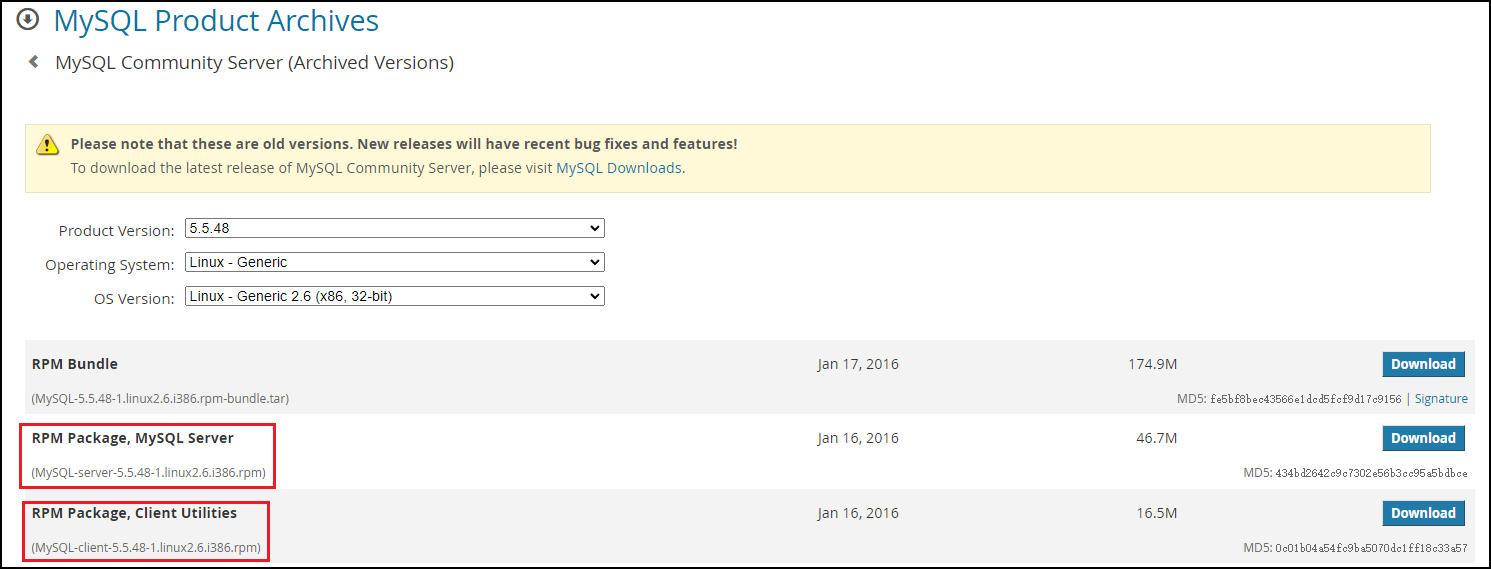 MySQL Product Archives
MySQL Community Server (Archived Versions)
Please note that these are old versions. New releases will have recent bug fixes and features!
To download the latest release of MySQL Community Server, please visit MySQL Downloads.
Product Version: 5.5.48
Operating System: Linux - Generic
OS Version: Linux - Generic 2.6 (x86, 32-bit)
RPM Bundle Jan 17, 2016 174.9M Download
(MySQL-5.5.48-1.linux2.6.i386.rpm-bundle.tar) MD5: fe5bf8bec43566e1dcd5fcf9d17c9156 | Signature
RPM Package, MySQL Server Jan 16, 2016 46.7M Download
(MySQL-server-5.5.48-1.linux2.6.i386.rpm) MD5: 434bd2642c9c7302e56b3cc95a5bdbce
RPM Package, Client Utilities Jan 16, 2016 16.5M Download
(MySQL-client-5.5.48-1.linux2.6.i386.rpm) MD5: 0c01b04a54fc9ba5070dc1ff18c33a57